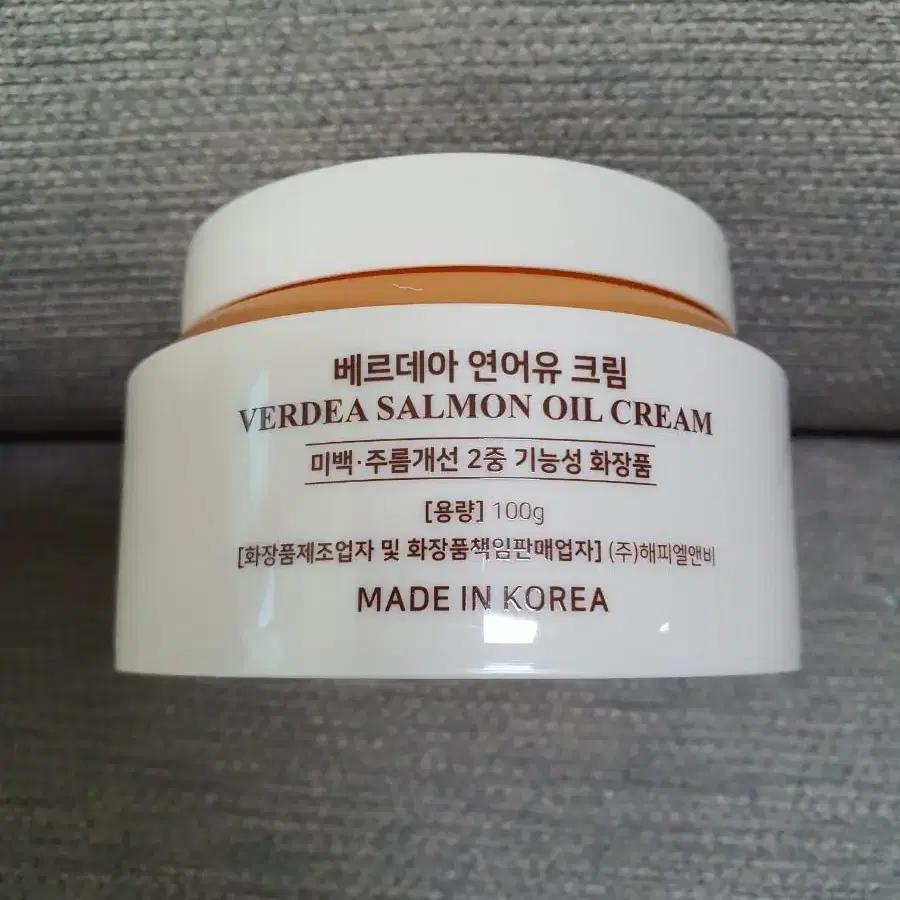 베르데아 연어유 크림
VERDEA SALMON OIL CREAM
미백·주름개선 2중 기능성 화장품
[용량] 100g
[화장품제조업자 및 화장품책임판매업자] (주)해피엘앤비
MADE IN KOREA